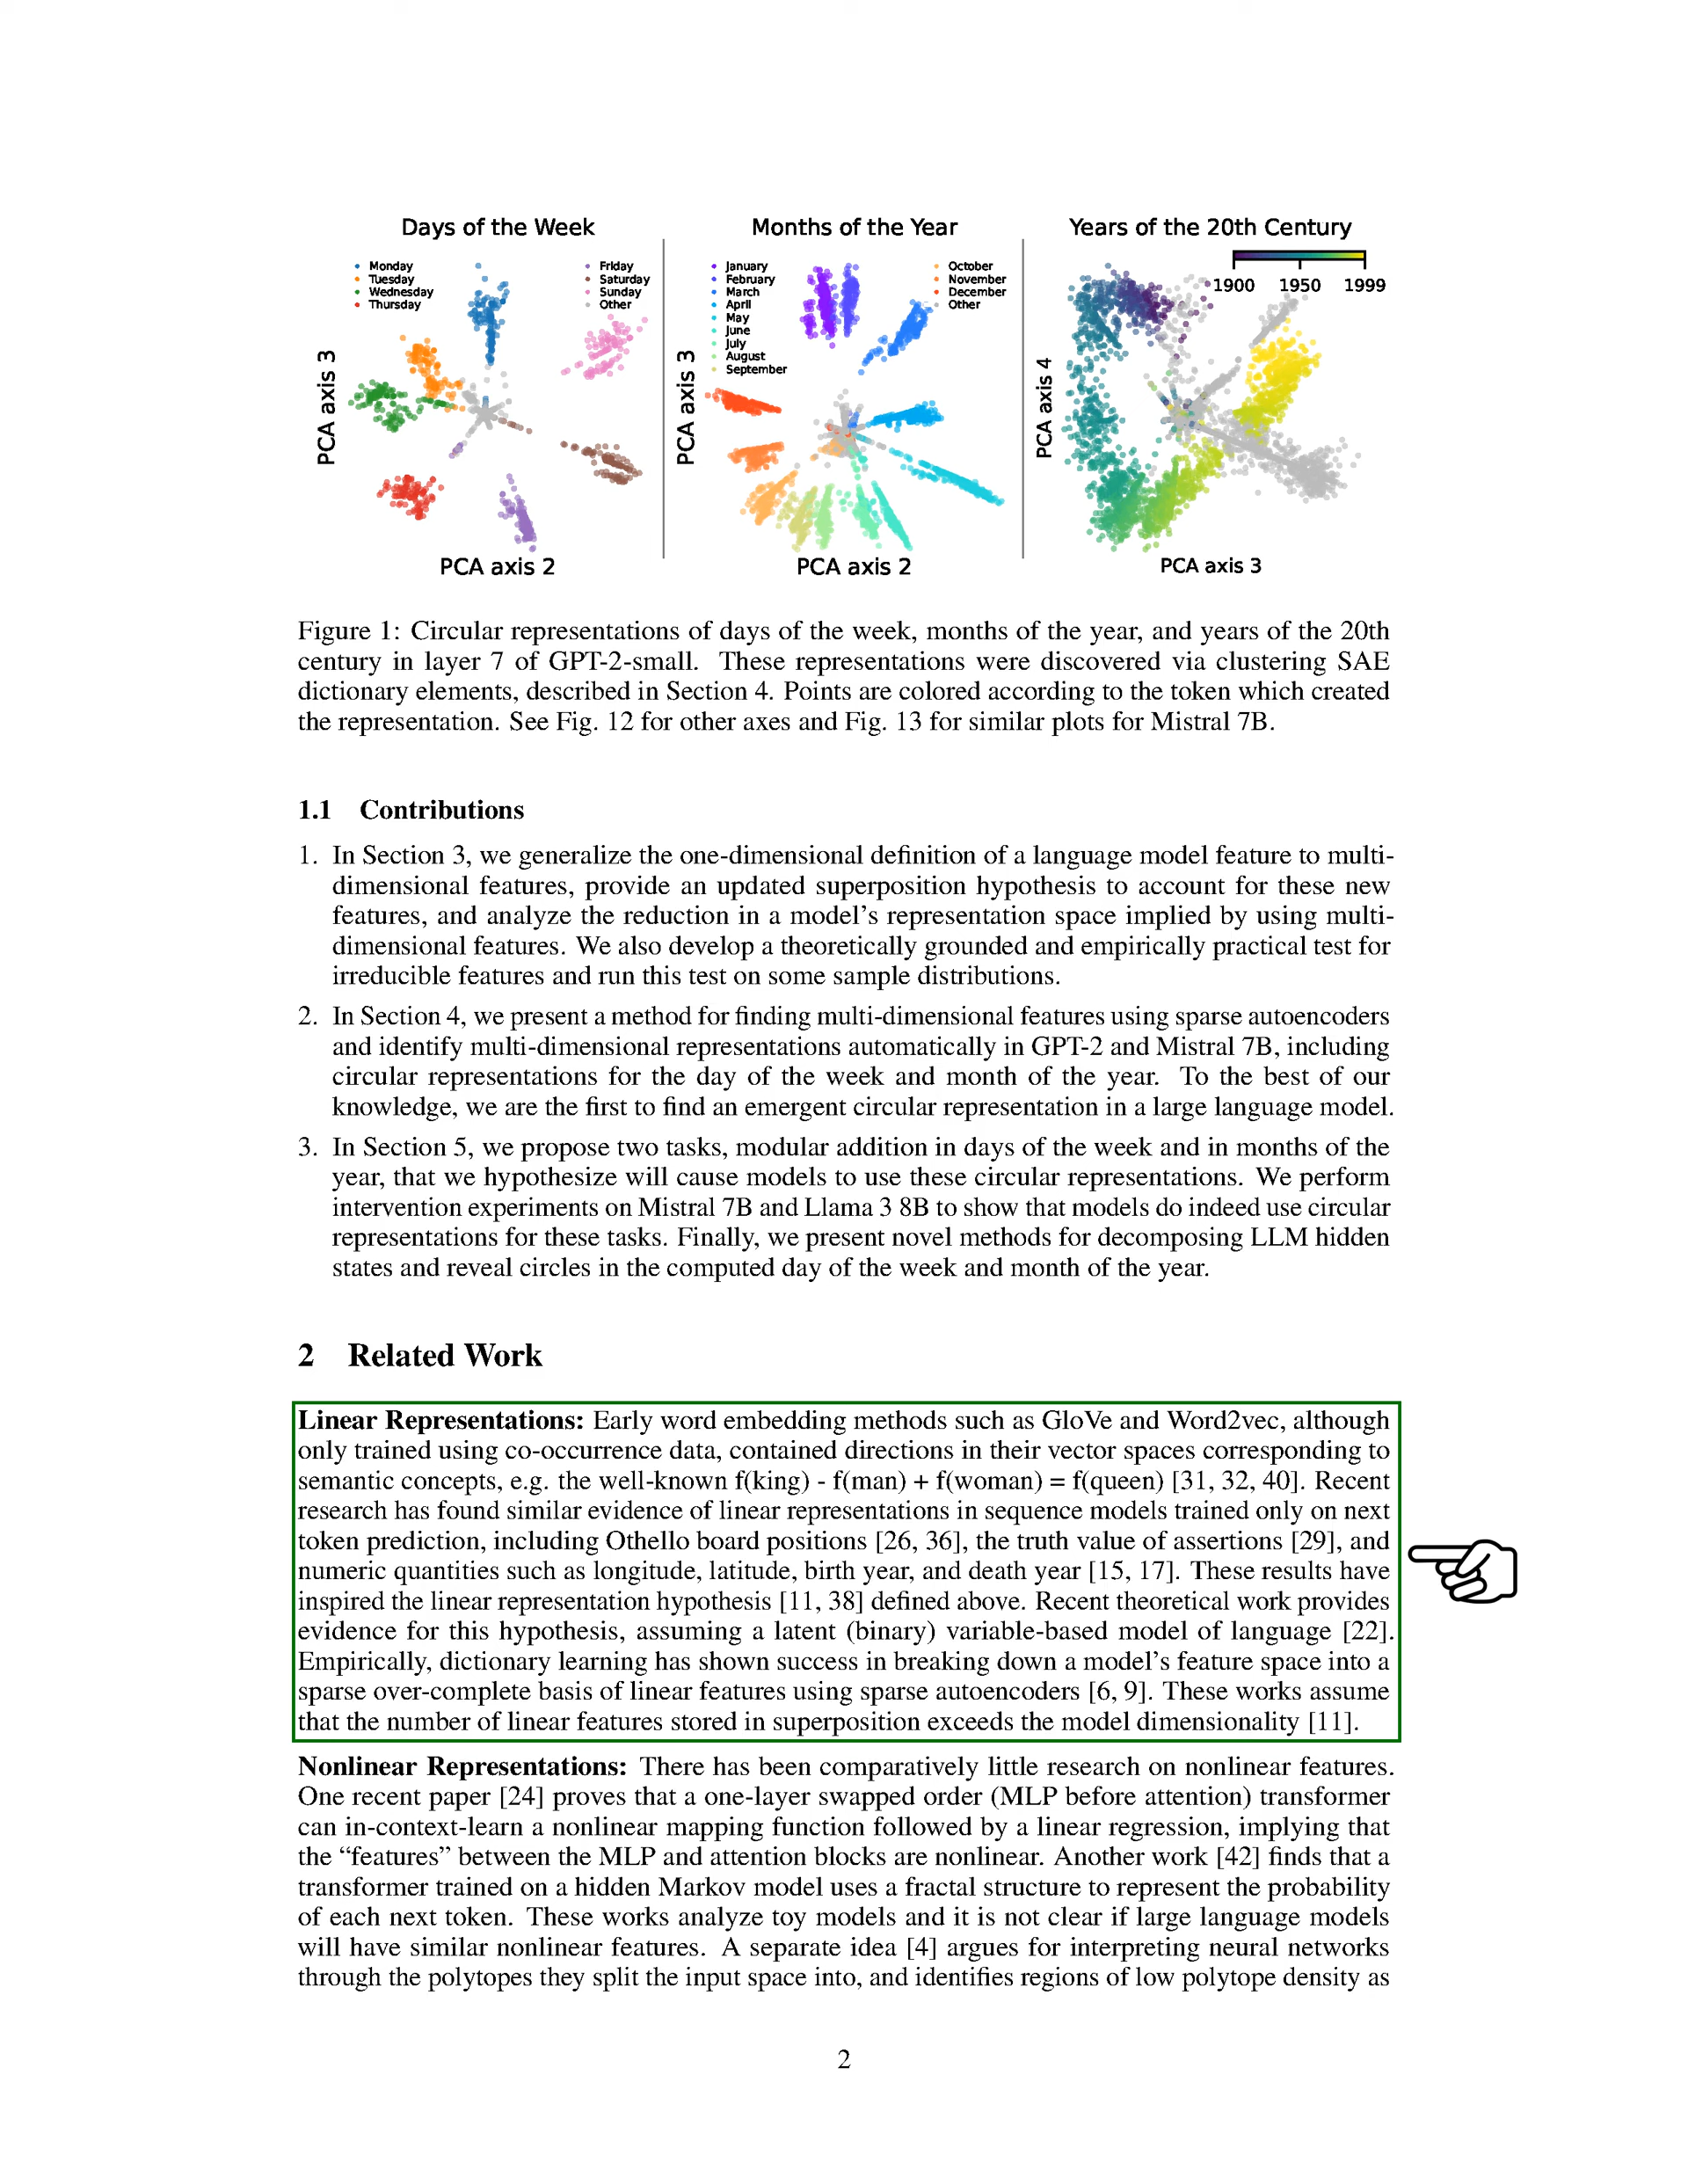 Days of the Week
Monday
Tuesday
Wednesday
Thursday
Friday
Saturday
Sunday
Other
PCA axis 3
PCA axis 2
Months of the Year
January
February
March
April
May
June
July
August
September
October
November
December
Other
PCA axis 3
PCA axis 2
Years of the 20th Century
1900 1950 1999
PCA axis 4
PCA axis 3
Figure 1: Circular representations of days of the week, months of the year, and years of the 20th
century in layer 7 of GPT-2-small. These representations were discovered via clustering SAE
dictionary elements, described in Section 4. Points are colored according to the token which created
the representation. See Fig. 12 for other axes and Fig. 13 for similar plots for Mistral 7B.
1.1 Contributions
1. In Section 3, we generalize the one-dimensional definition of a language model feature to multi-
dimensional features, provide an updated superposition hypothesis to account for these new
features, and analyze the reduction in a model's representation space implied by using multi-
dimensional features. We also develop a theoretically grounded and empirically practical test for
irreducible features and run this test on some sample distributions.
2. In Section 4, we present a method for finding multi-dimensional features using sparse autoencoders
and identify multi-dimensional representations automatically in GPT-2 and Mistral 7B, including
circular representations for the day of the week and month of the year. To the best of our
knowledge, we are the first to find an emergent circular representation in a large language model.
3. In Section 5, we propose two tasks, modular addition in days of the week and in months of the
year, that we hypothesize will cause models to use these circular representations. We perform
intervention experiments on Mistral 7B and Llama 3 8B to show that models do indeed use circular
representations for these tasks. Finally, we present novel methods for decomposing LLM hidden
states and reveal circles in the computed day of the week and month of the year.
2 Related Work
Linear Representations: Early word embedding methods such as GloVe and Word2vec, although
only trained using co-occurrence data, contained directions in their vector spaces corresponding to
semantic concepts, e.g. the well-known f(king) - f(man) + f(woman) = f(queen) [31, 32, 40]. Recent
research has found similar evidence of linear representations in sequence models trained only on next
token prediction, including Othello board positions [26, 36], the truth value of assertions [29], and
numeric quantities such as longitude, latitude, birth year, and death year [15, 17]. These results have
inspired the linear representation hypothesis [11, 38] defined above. Recent theoretical work provides
evidence for this hypothesis, assuming a latent (binary) variable-based model of language [22].
Empirically, dictionary learning has shown success in breaking down a model's feature space into a
sparse over-complete basis of linear features using sparse autoencoders [6, 9]. These works assume
that the number of linear features stored in superposition exceeds the model dimensionality [11].
Nonlinear Representations: There has been comparatively little research on nonlinear features.
One recent paper [24] proves that a one-layer swapped order (MLP before attention) transformer
can in-context-learn a nonlinear mapping function followed by a linear regression, implying that
the “features” between the MLP and attention blocks are nonlinear. Another work [42] finds that a
transformer trained on a hidden Markov model uses a fractal structure to represent the probability
of each next token. These works analyze toy models and it is not clear if large language models
will have similar nonlinear features. A separate idea [4] argues for interpreting neural networks
through the polytopes they split the input space into, and identifies regions of low polytope density as
2